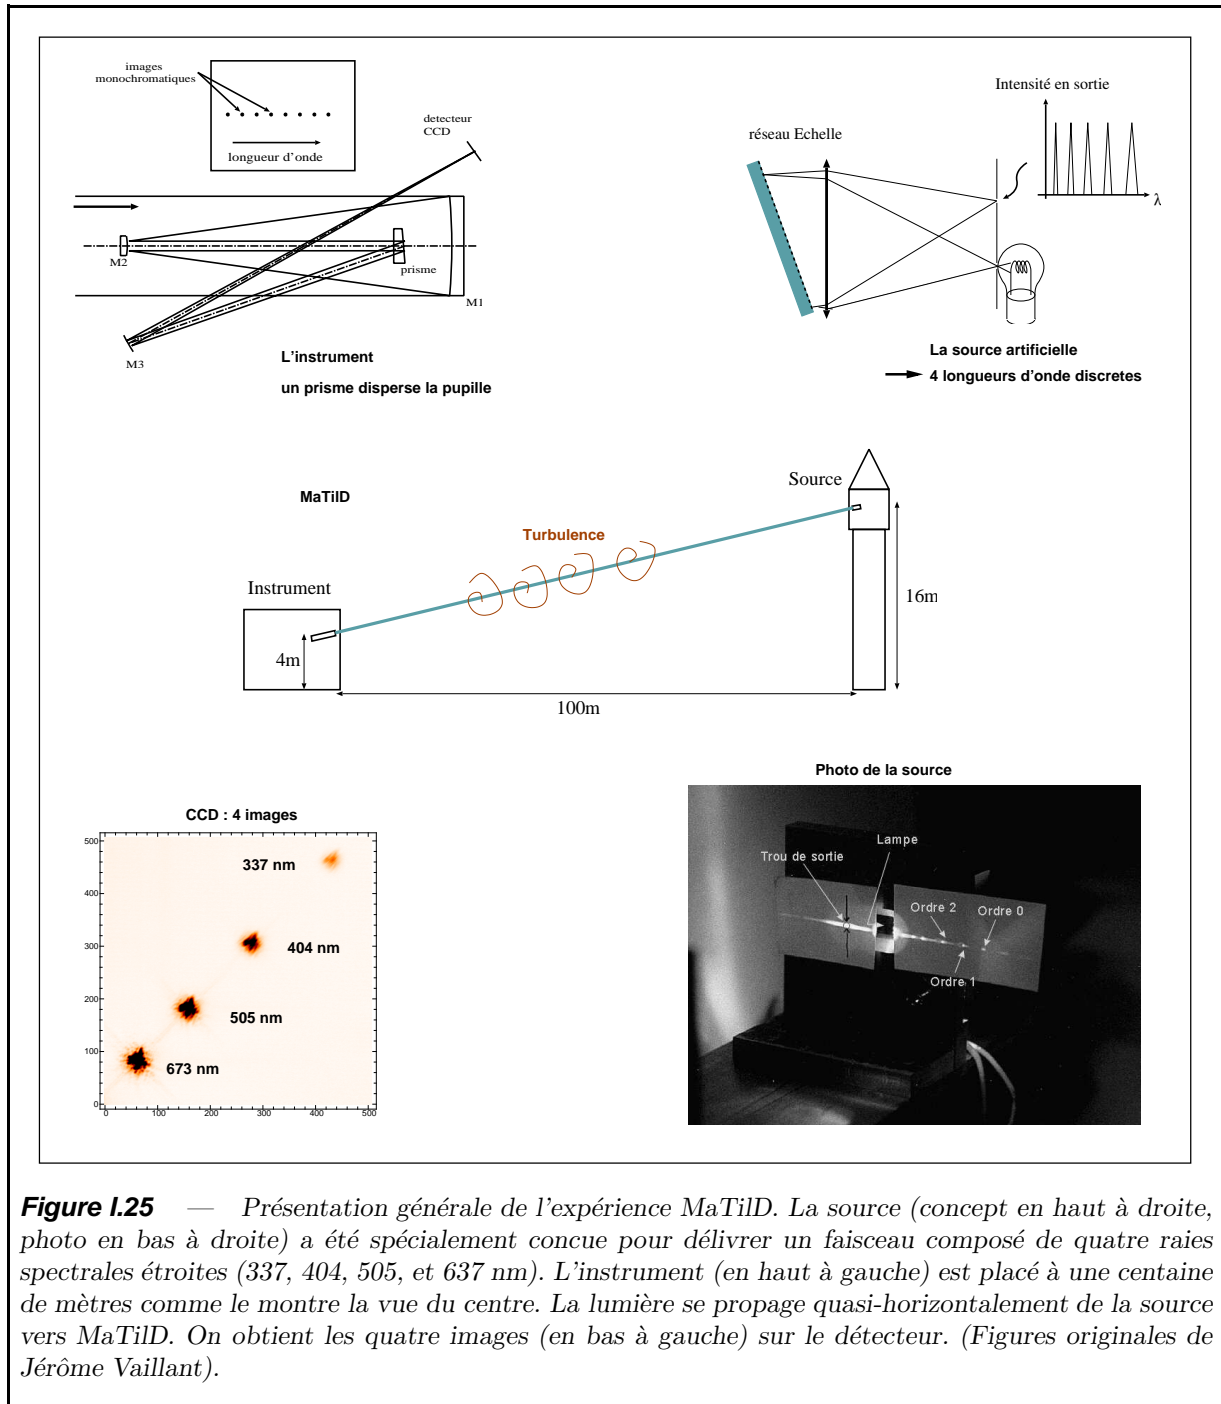 images
monochromatiques
longueur d'onde
detecteur
CCD
M2
prisme
M1
M3
L'instrument
un prisme disperse la pupille
Intensité en sortie
réseau Echelle
λ
La source artificielle
4 longueurs d'onde discretes
MaTilD
Source
Turbulence
Instrument
4m
16m
100m
CCD : 4 images
500
400
300
200
100
0
0 100 200 300 400 500
337 nm
404 nm
505 nm
673 nm
Photo de la source
Lampe
Trou de sortie
Ordre 2
Ordre 0
Ordre 1
Figure I.25 — Présentation générale de l'expérience MaTilD. La source (concept en haut à droite,
photo en bas à droite) a été spécialement concue pour délivrer un faisceau composé de quatre raies
spectrales étroites (337, 404, 505, et 637 nm). L'instrument (en haut à gauche) est placé à une centaine
de mètres comme le montre la vue du centre. La lumière se propage quasi-horizontalement de la source
vers MaTilD. On obtient les quatre images (en bas à gauche) sur le détecteur. (Figures originales de
Jérôme Vaillant).